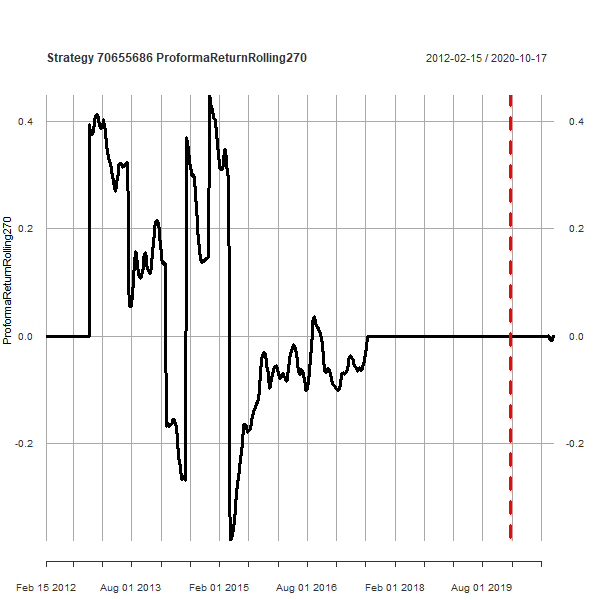 Strategy 70655686 ProformaReturnRolling270
2012-02-15 / 2020-10-17
ProformaReturnRolling270
0.4
0.2
0.0
-0.2
0.4
0.2
0.0
-0.2
Feb 15 2012
Aug 01 2013
Feb 01 2015
Aug 01 2016
Feb 01 2018
Aug 01 2019